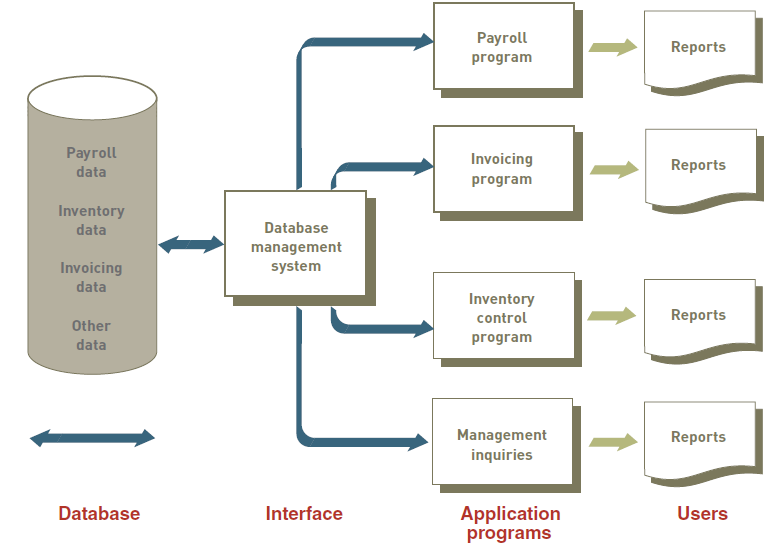 Payroll
data
Inventory
data
Invoicing
data
Other
data
Database
management
system
Payroll
program
Reports
Invoicing
program
Reports
Inventory
control
program
Reports
Management
inquiries
Reports
Database
Interface
Application
programs
Users